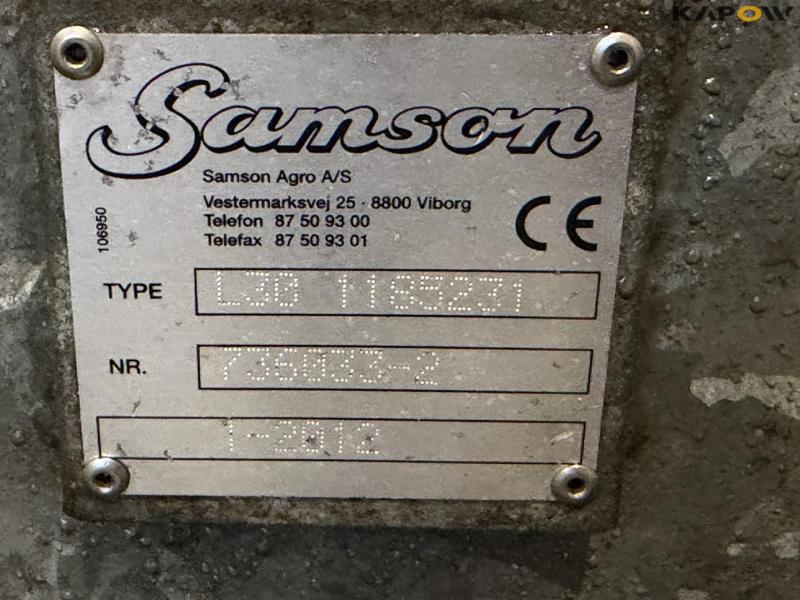 KAPOW
Samson
Samson Agro A/S
Vestermarksvej 25 · 8800 Viborg
Telefon 87 50 93 00
Telefax 87 50 93 01
CE
106950
TYPE L30 1185231
NR. 736033-2
1-2012